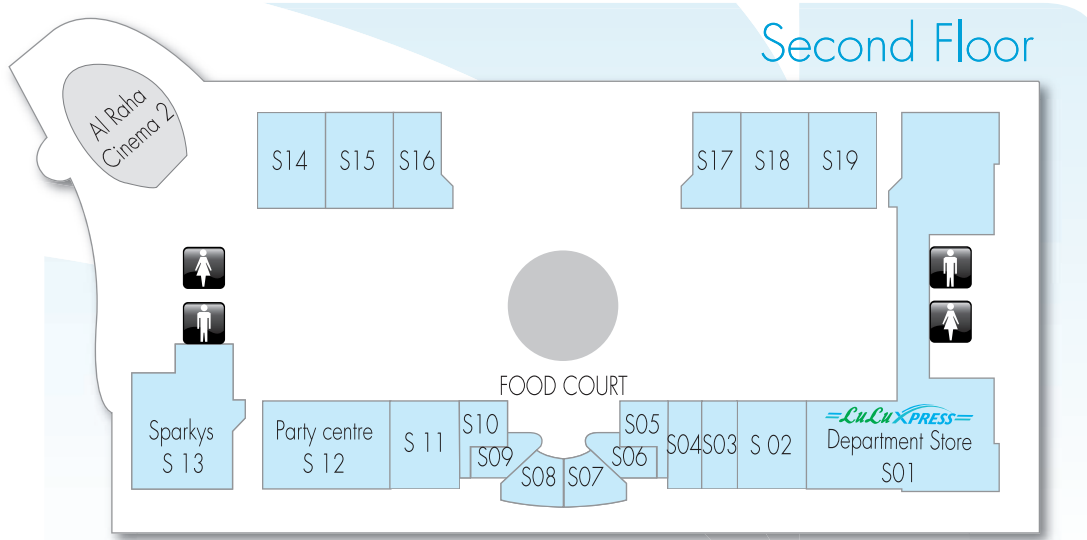 Second Floor
Al Raha
Cinema 2
S14
S15
S16
S17
S18
S19
FOOD COURT
Sparkys
S 13
Party centre
S 12
S 11
S10
S09
S08
S07
S06
S05
S04
S03
S 02
LuLu XPRESS
Department Store
S01